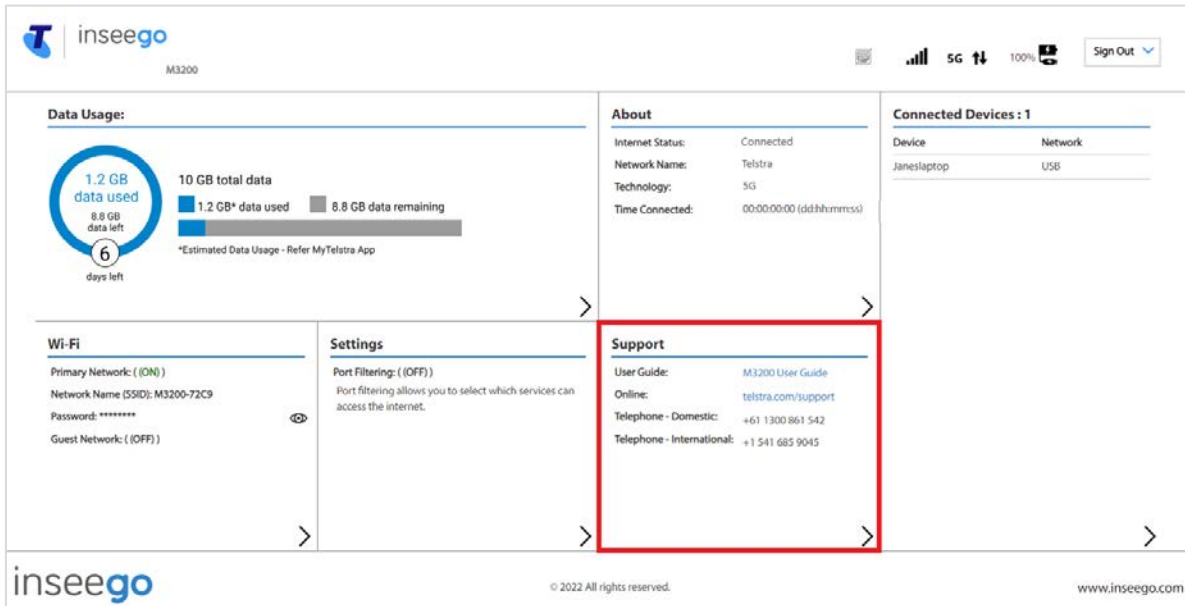 T inseego
M3200
5G 100% Sign Out
Data Usage:
1.2 GB
data used
8.8 GB
data left
6
days left
10 GB total data
1.2 GB* data used 8.8 GB data remaining
*Estimated Data Usage - Refer MyTelstra App
About
Internet Status: Connected
Network Name: Telstra
Technology: 5G
Time Connected: 00:00:00:00 (dd:hh:mm:ss)
Connected Devices : 1
Device Network
Janeslaptop USB
Wi-Fi
Primary Network: ( (ON) )
Network Name (SSID): M3200-72C9
Password: ********
Guest Network: ( (OFF) )
Settings
Port Filtering: ( (OFF) )
Port filtering allows you to select which services can
access the internet.
Support
User Guide: M3200 User Guide
Online: telstra.com/support
Telephone - Domestic: +61 1300 861 542
Telephone - International: +1 541 685 9045
inseego
© 2022 All rights reserved.
www.inseego.com